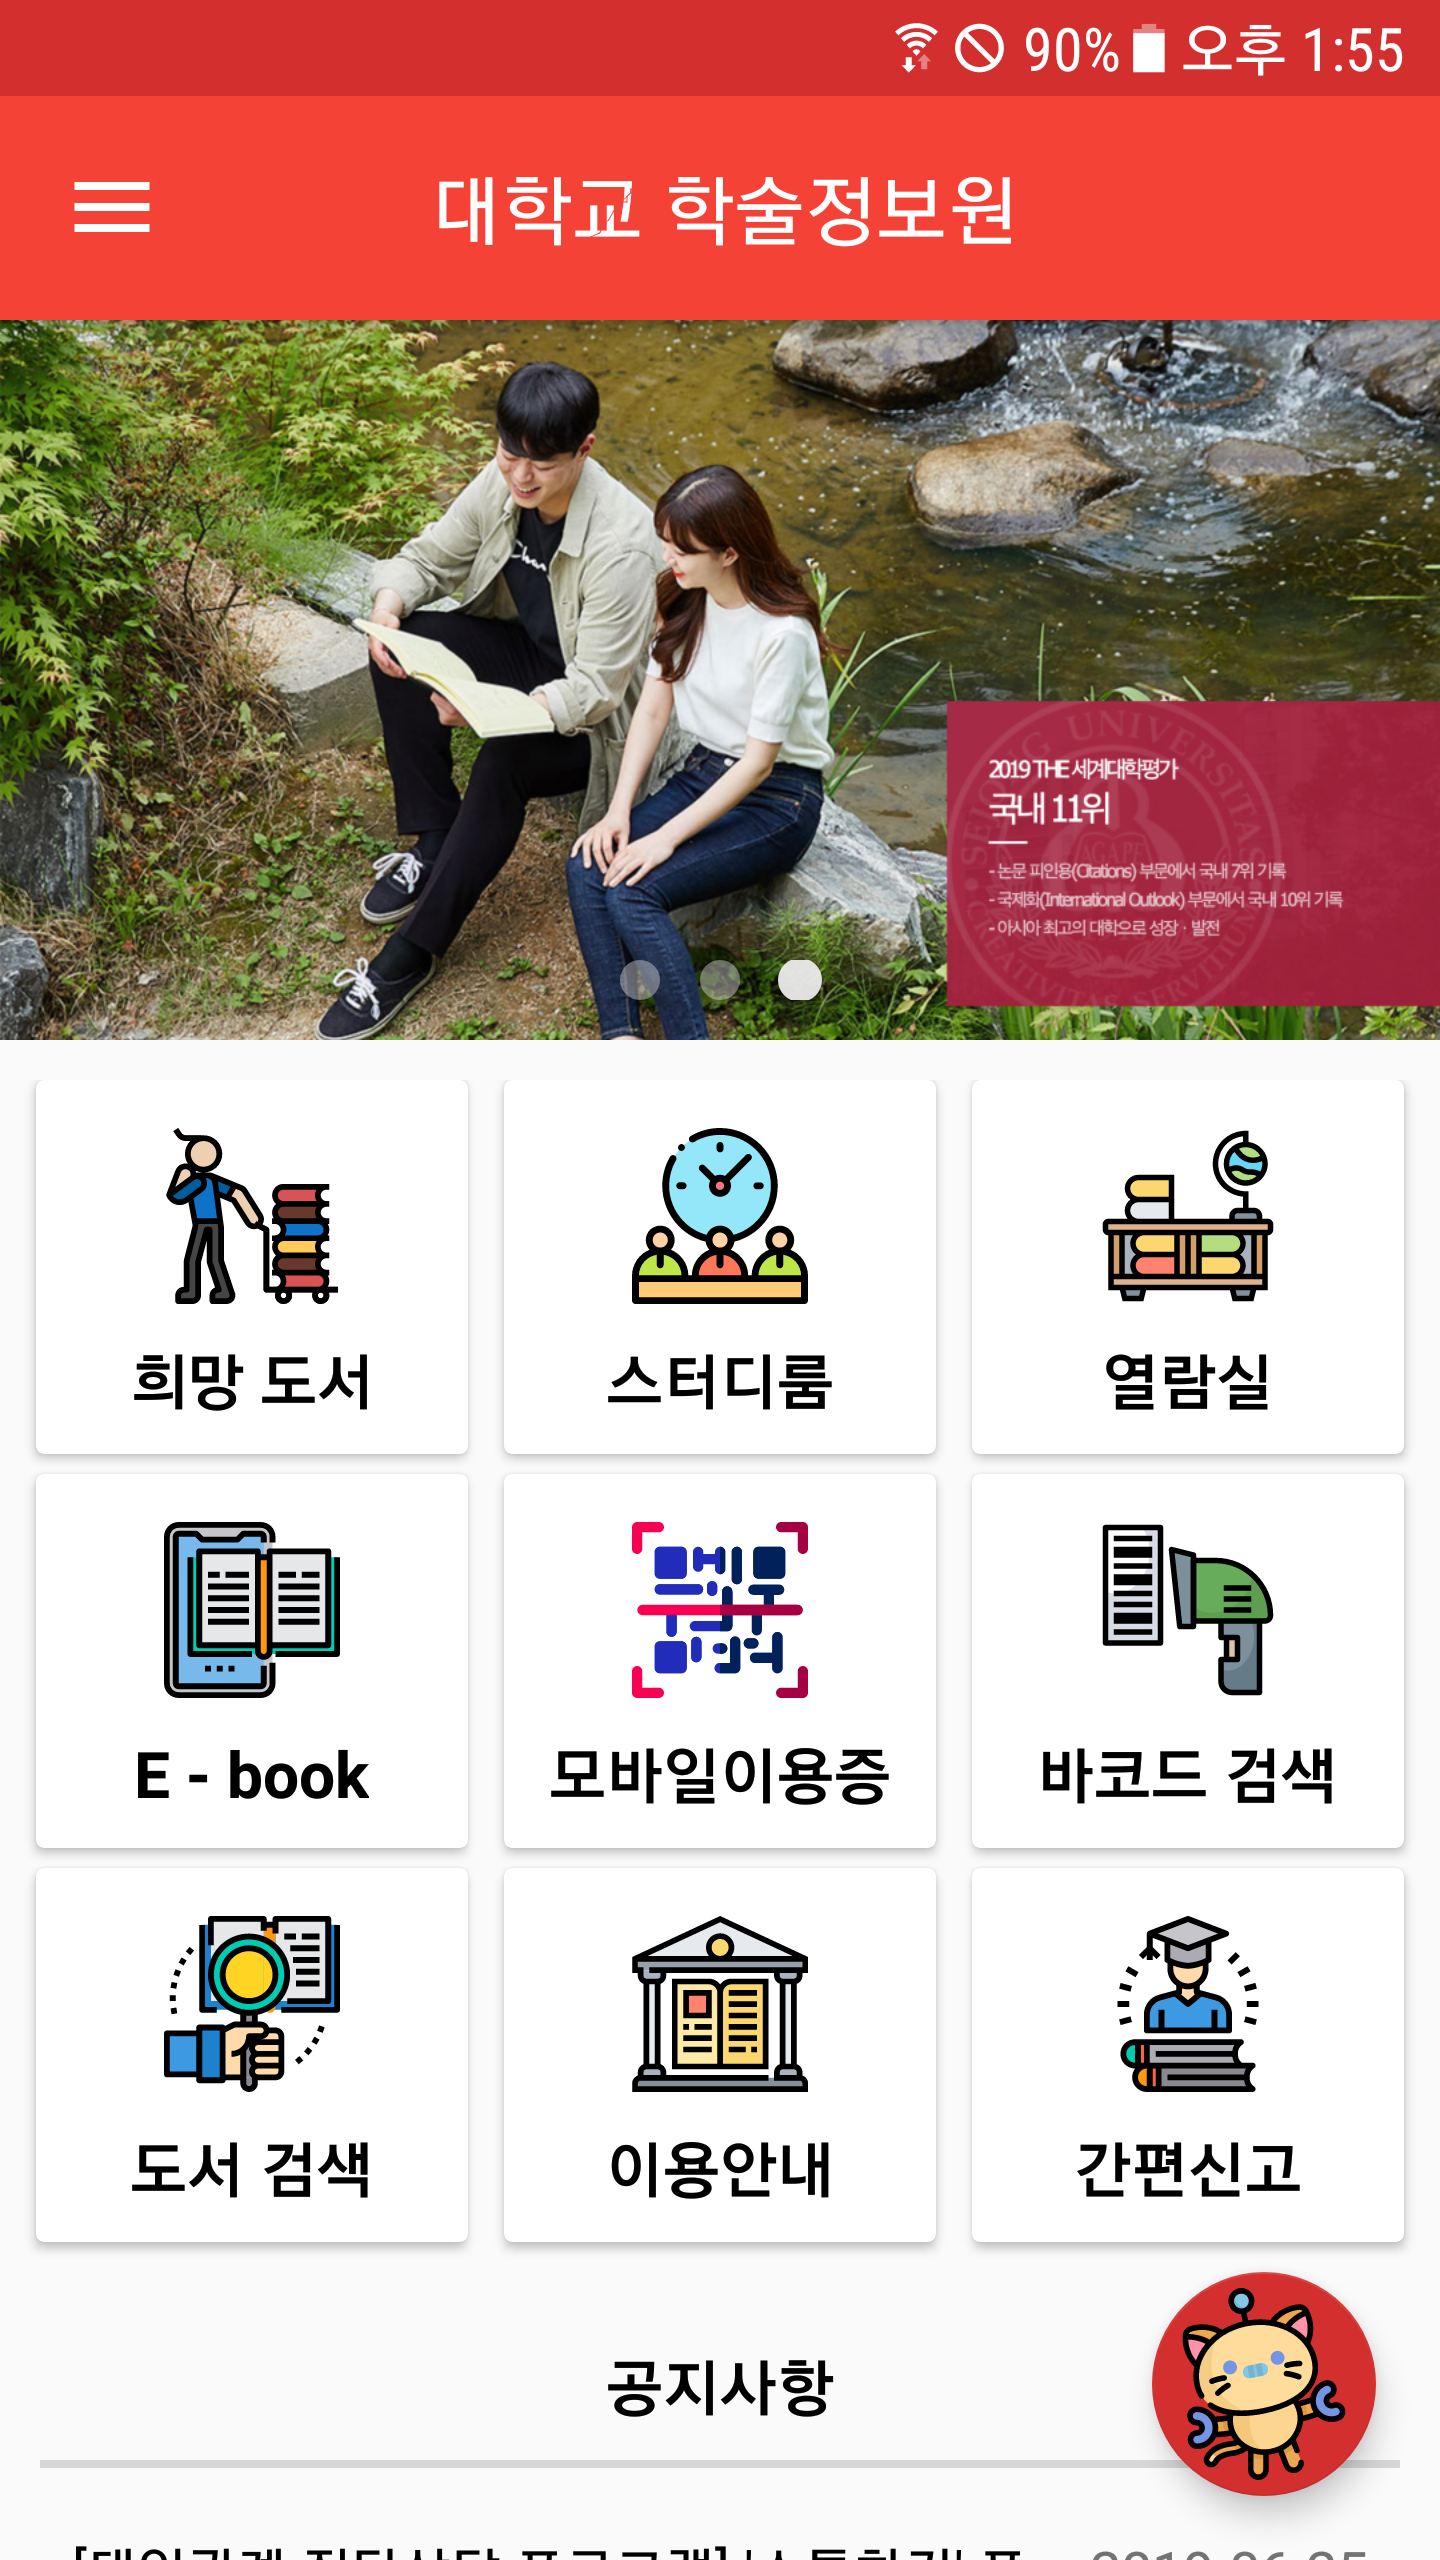 90% 오후 1:55
대학교 학술정보원
2019 THE 세계대학평가
국내 11위
- 논문 피인용(Citations) 부문에서 국내 7위 기록
- 국제화(International Outlook) 부문에서 국내 10위 기록
- 아시아 최고의 대학으로 성장 · 발전
희망 도서
스터디룸
열람실
E - book
모바일이용증
바코드 검색
도서 검색
이용안내
간편신고
공지사항